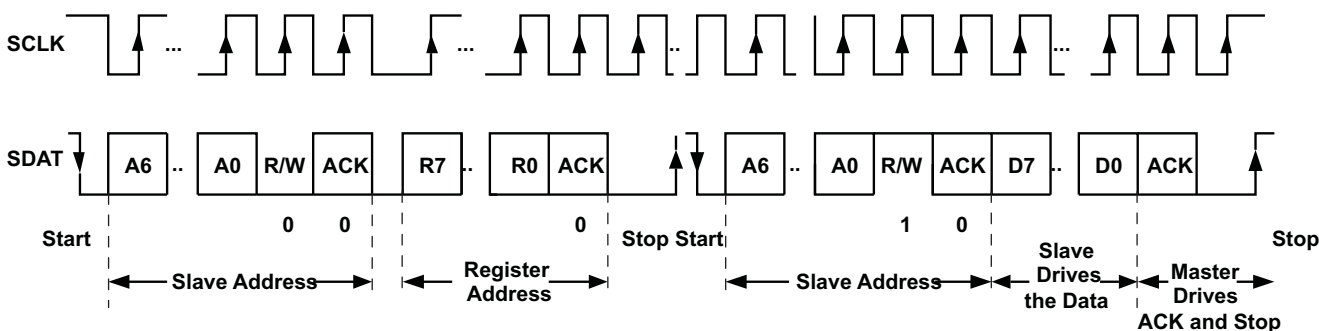 SCLK ... ... .. ...
SDAT A6 .. A0 R/W ACK R7 .. R0 ACK A6 .. A0 R/W ACK D7 .. D0 ACK
0 0 0 1 0
Start Stop Start Stop
Slave Address
Register
Address
Slave Address
Slave
Drives
the Data
Master
Drives
ACK and Stop